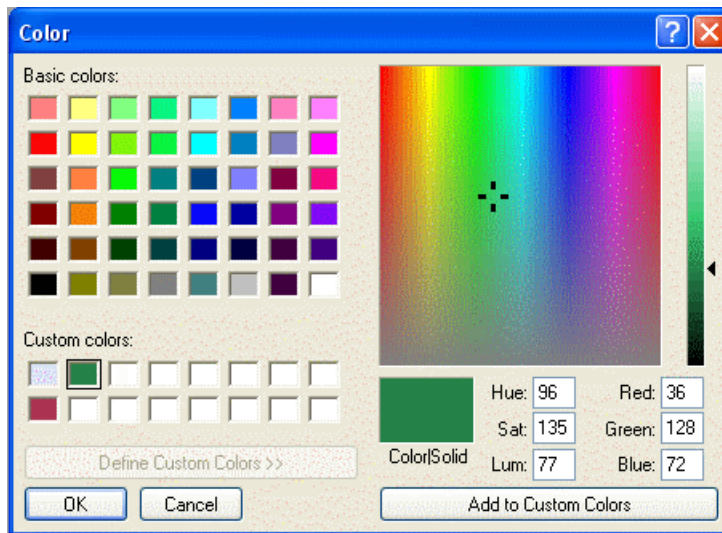 Color
Basic colors:
Custom colors:
Define Custom Colors >>
OK
Cancel
Color|Solid
Hue: 96
Sat: 135
Lum: 77
Red: 36
Green: 128
Blue: 72
Add to Custom Colors